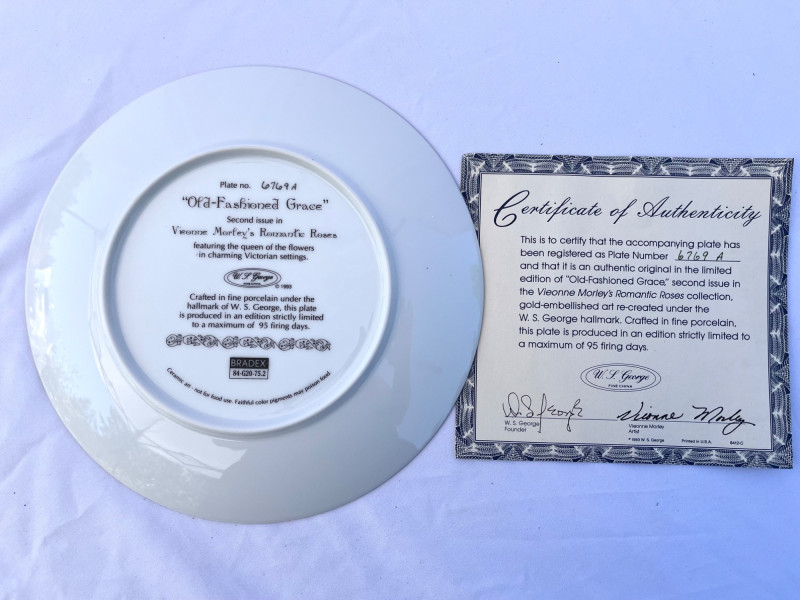 Plate no. 6769 A
"Old-Fashioned Grace"
Second issue in
Vieonne Morley's Romantic Roses
featuring the queen of the flowers
in charming Victorian settings.
W. S. George
FINE CHINA
© 1993
Crafted in fine porcelain under the
hallmark of W. S. George, this plate
is produced in an edition strictly limited
to a maximum of 95 firing days.
BRADEX
84-G20-75.2
Ceramic art - not for food use. Faithful color pigments may poison food.
Certificate of Authenticity
This is to certify that the accompanying plate has
been registered as Plate Number 6769 A
and that it is an authentic original in the limited
edition of "Old-Fashioned Grace," second issue in
the Vieonne Morley's Romantic Roses collection,
gold-embellished art re-created under the
W. S. George hallmark. Crafted in fine porcelain,
this plate is produced in an edition strictly limited to
a maximum of 95 firing days.
W. S. George
FINE CHINA
W. S. George
Vieonne Morley
W. S. George
Founder
Vieonne Morley
Artist
© 1993 W. S. George
Printed in U.S.A.
8442-C